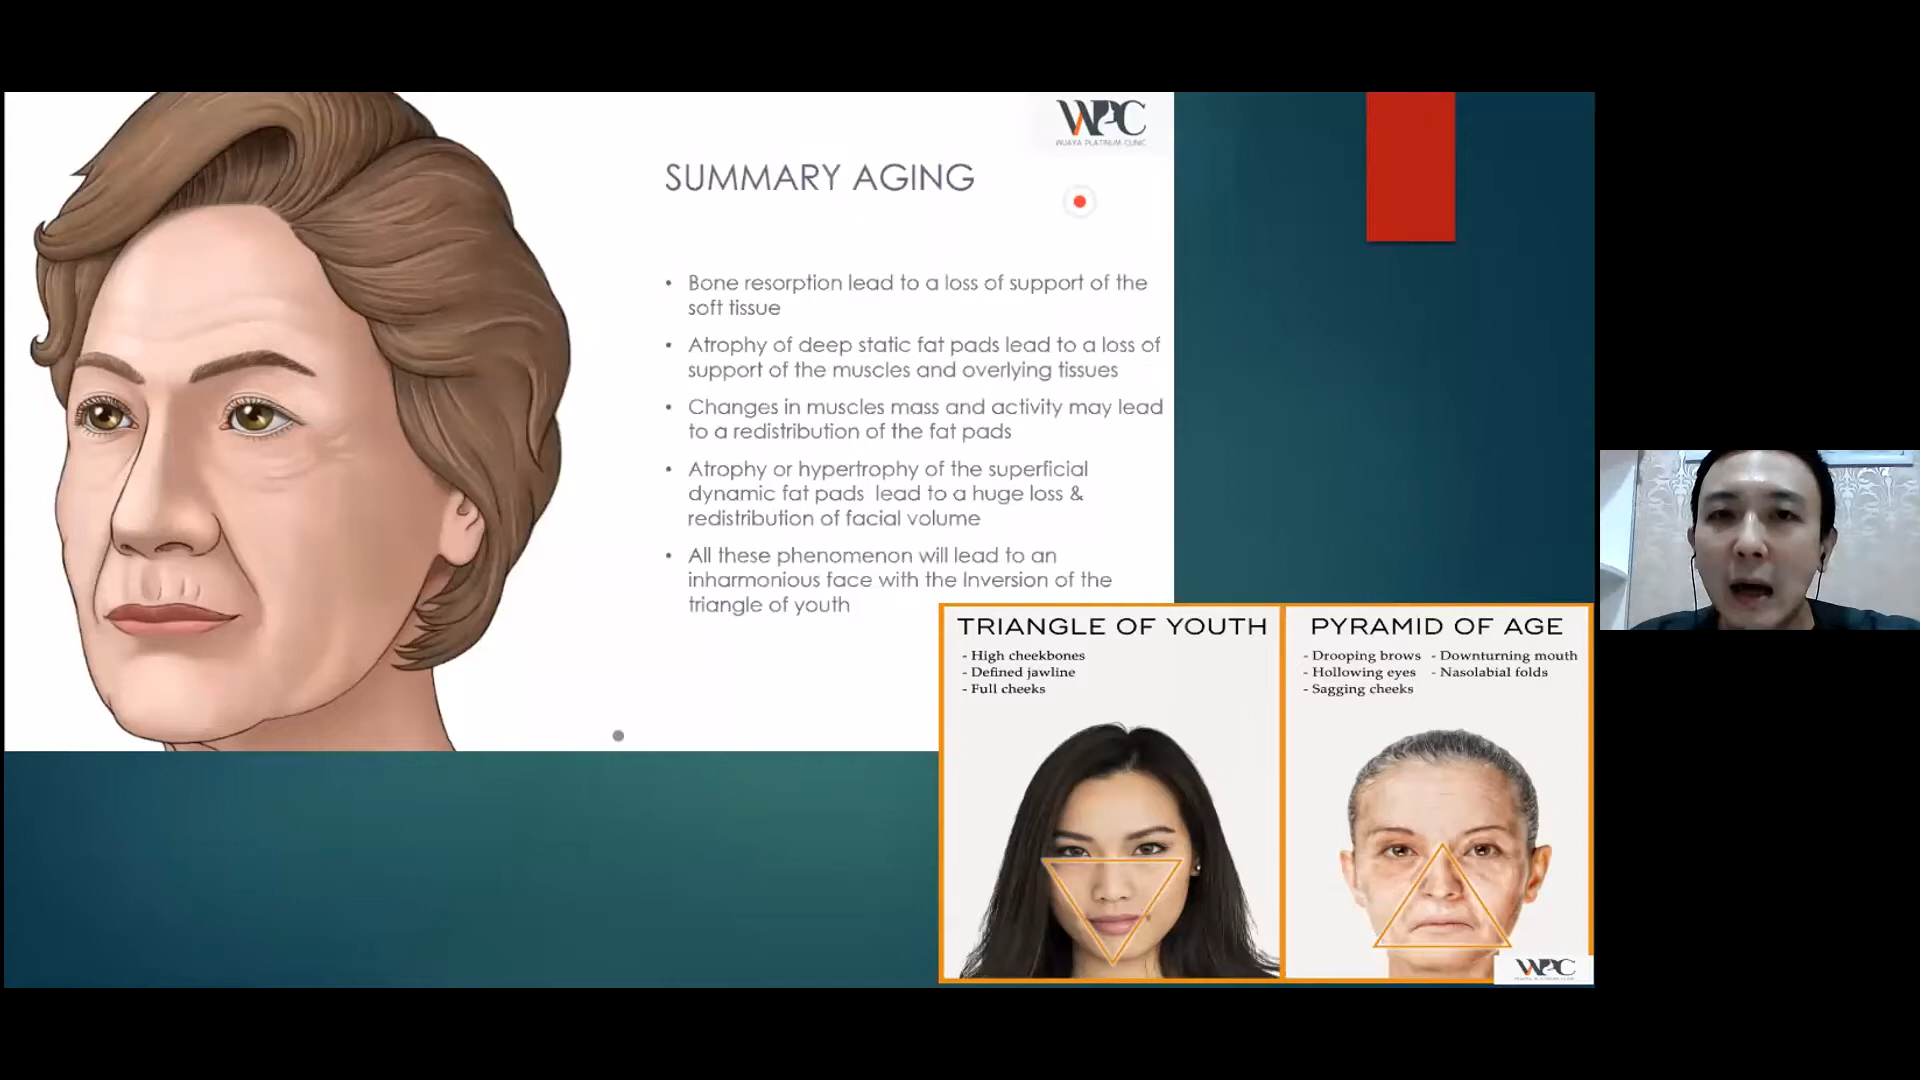 WPC
WIJAYA PLATINUM CLINIC
SUMMARY AGING
• Bone resorption lead to a loss of support of the
soft tissue
• Atrophy of deep static fat pads lead to a loss of
support of the muscles and overlying tissues
• Changes in muscles mass and activity may lead
to a redistribution of the fat pads
• Atrophy or hypertrophy of the superficial
dynamic fat pads lead to a huge loss &
redistribution of facial volume
• All these phenomenon will lead to an
inharmonious face with the Inversion of the
triangle of youth
TRIANGLE OF YOUTH
- High cheekbones
- Defined jawline
- Full cheeks
PYRAMID OF AGE
- Drooping brows - Downturning mouth
- Hollowing eyes - Nasolabial folds
- Sagging cheeks
WPC